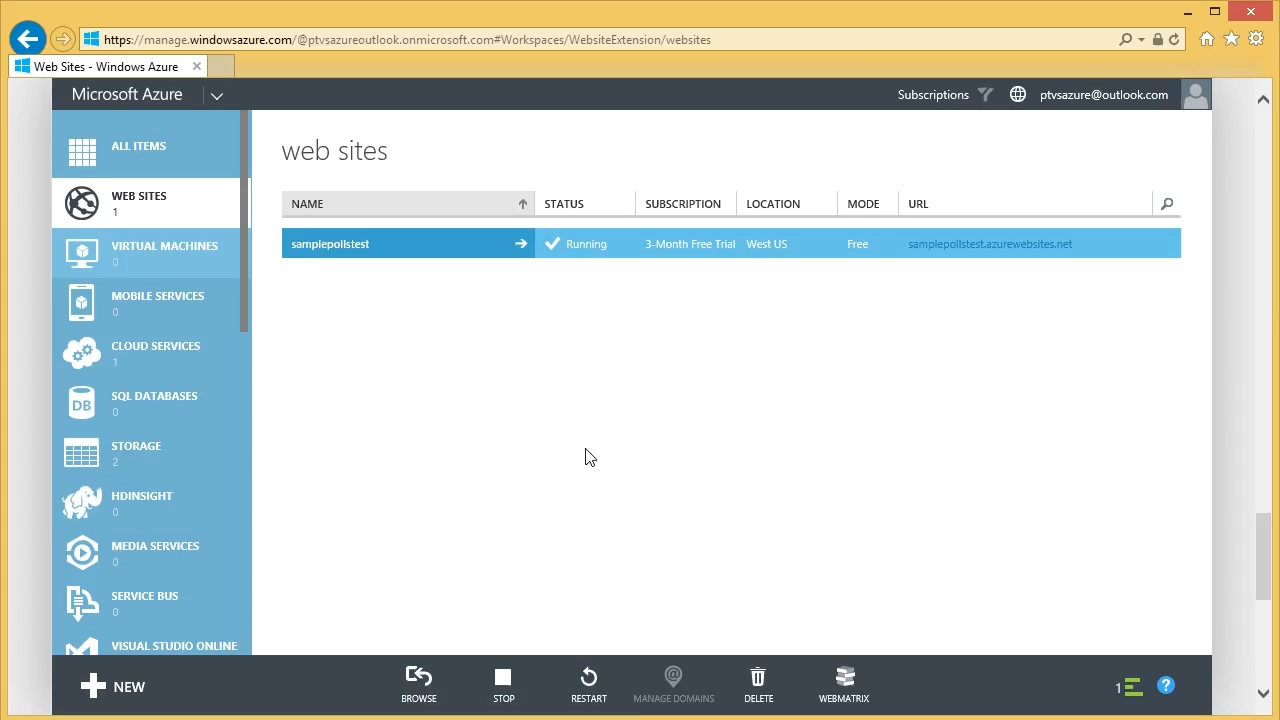 https://manage.windowsazure.com/@ptvsazureoutlook.onmicrosoft.com#Workspaces/WebsiteExtension/websites
Web Sites - Windows Azure
Microsoft Azure
Subscriptions
ptvsazure@outlook.com
ALL ITEMS
WEB SITES
1
VIRTUAL MACHINES
0
MOBILE SERVICES
0
CLOUD SERVICES
1
SQL DATABASES
0
DB
STORAGE
2
HDINSIGHT
0
MEDIA SERVICES
0
SERVICE BUS
0
VISUAL STUDIO ONLINE
web sites
NAME STATUS SUBSCRIPTION LOCATION MODE URL
samplepollstest Running 3-Month Free Trial West US Free samplepollstest.azurewebsites.net
NEW
BROWSE
STOP
RESTART
MANAGE DOMAINS
DELETE
WEBMATRIX
1
?